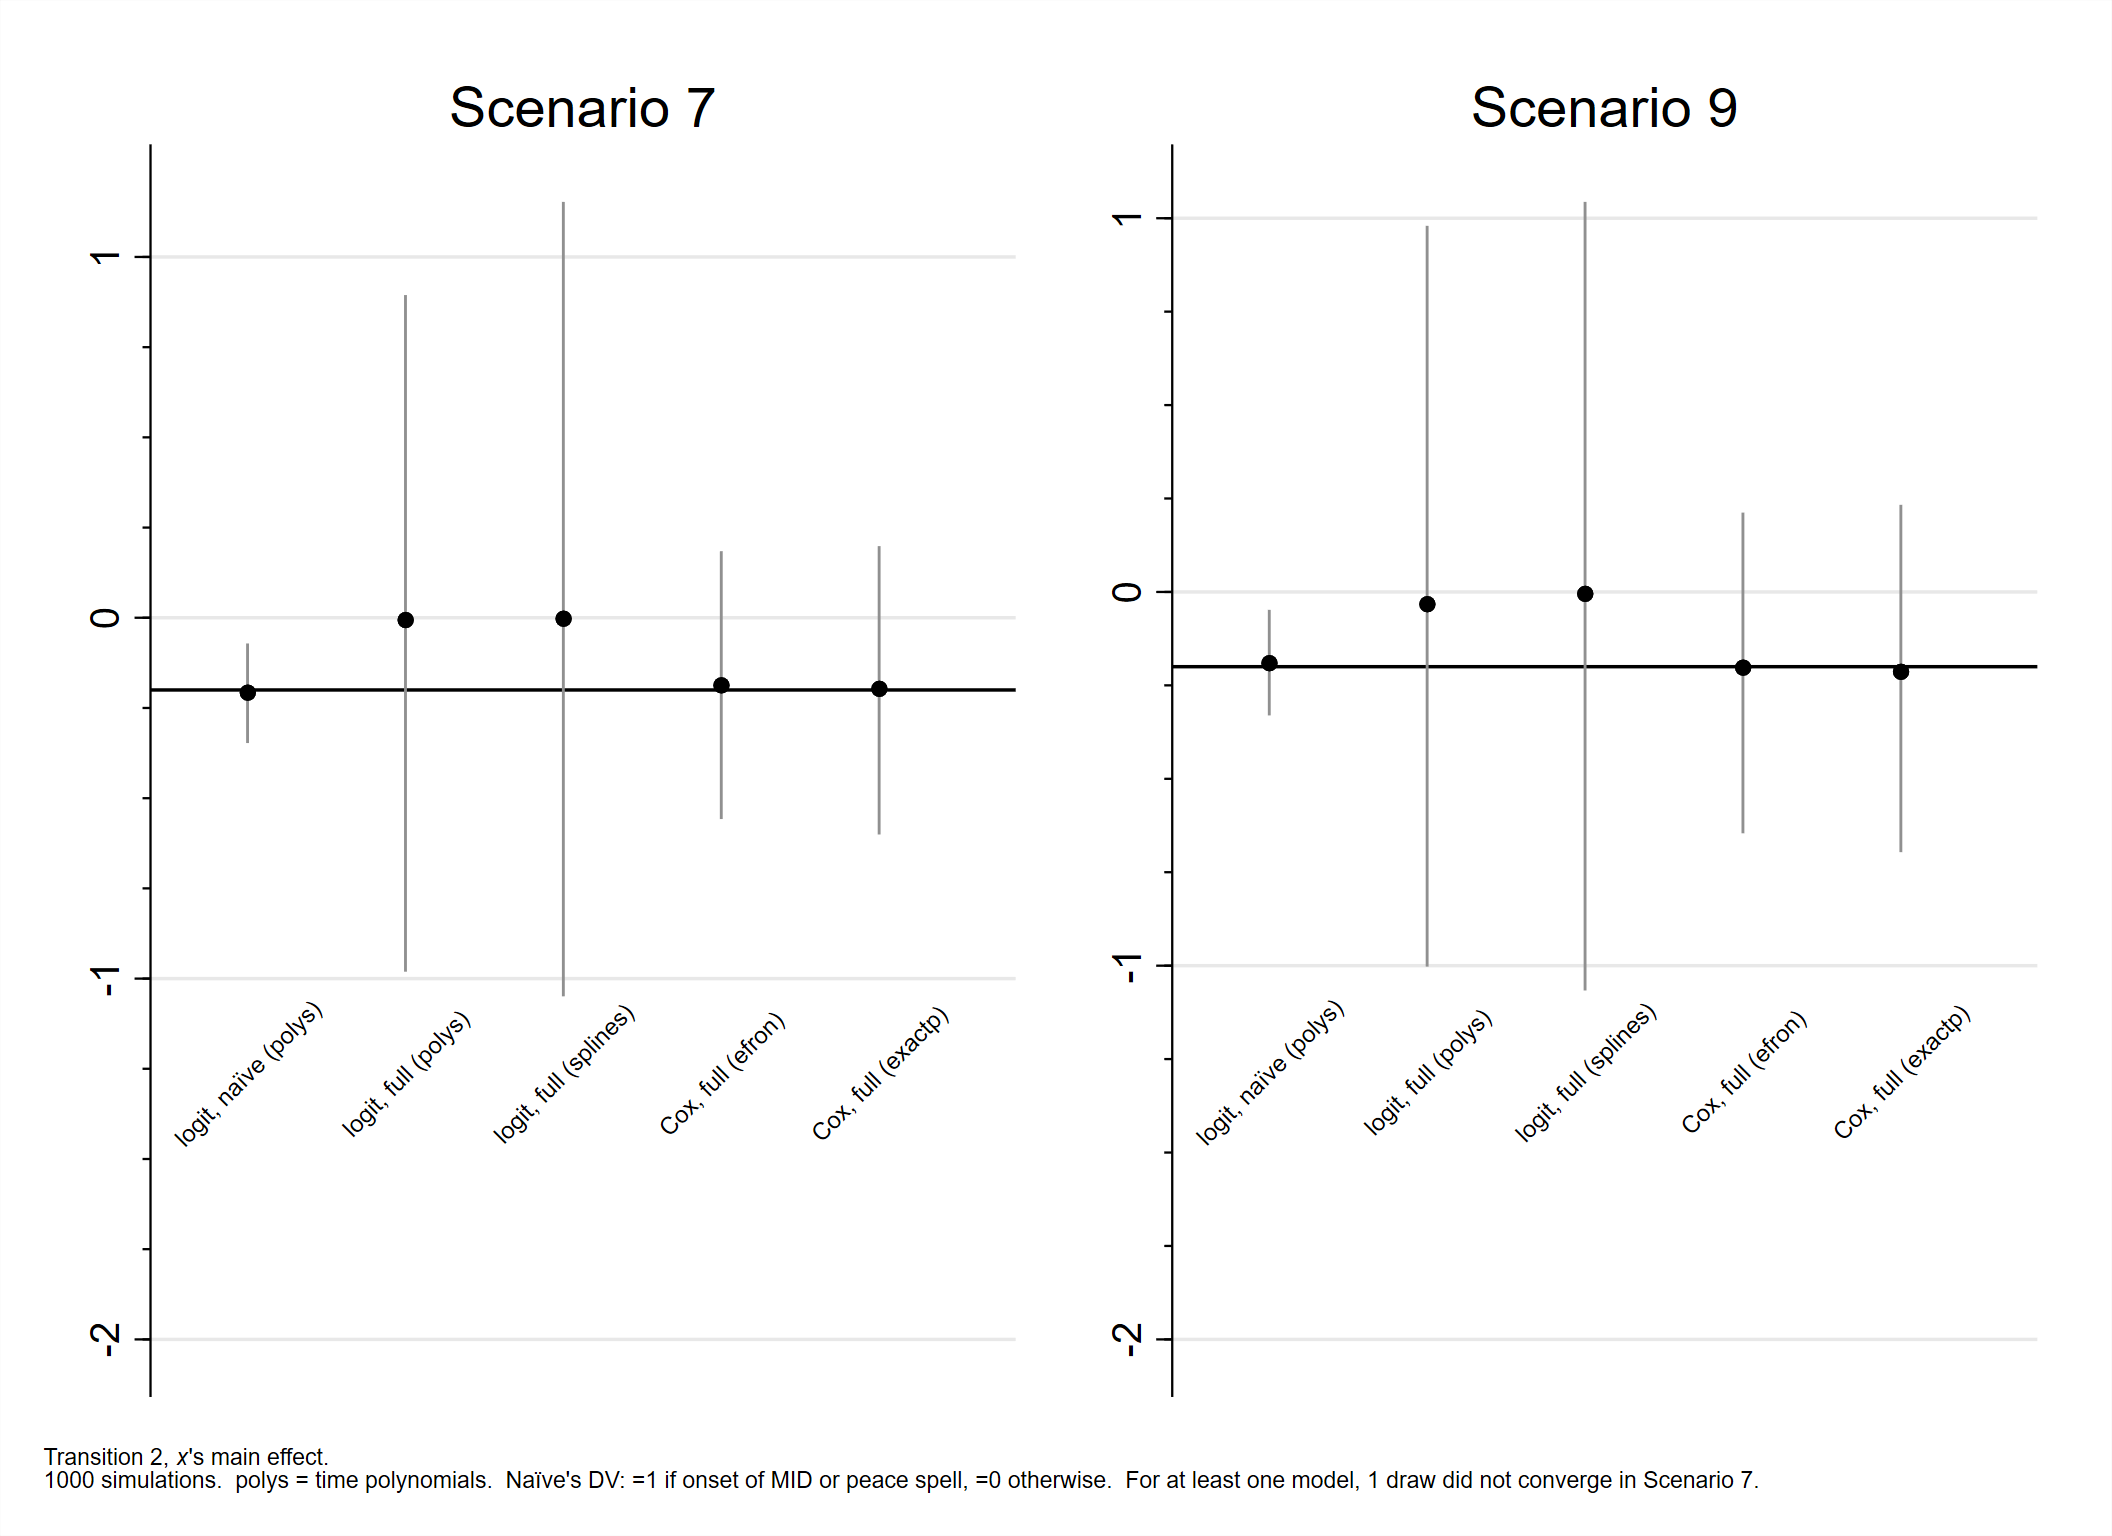 Scenario 7
1
0
-1
-2
logit, naïve (polys)
logit, full (polys)
logit, full (splines)
Cox, full (efron)
Cox, full (exactp)
Scenario 9
1
0
-1
-2
logit, naïve (polys)
logit, full (polys)
logit, full (splines)
Cox, full (efron)
Cox, full (exactp)
Transition 2, x's main effect.
1000 simulations.  polys = time polynomials.  Naïve's DV: =1 if onset of MID or peace spell, =0 otherwise.  For at least one model, 1 draw did not converge in Scenario 7.